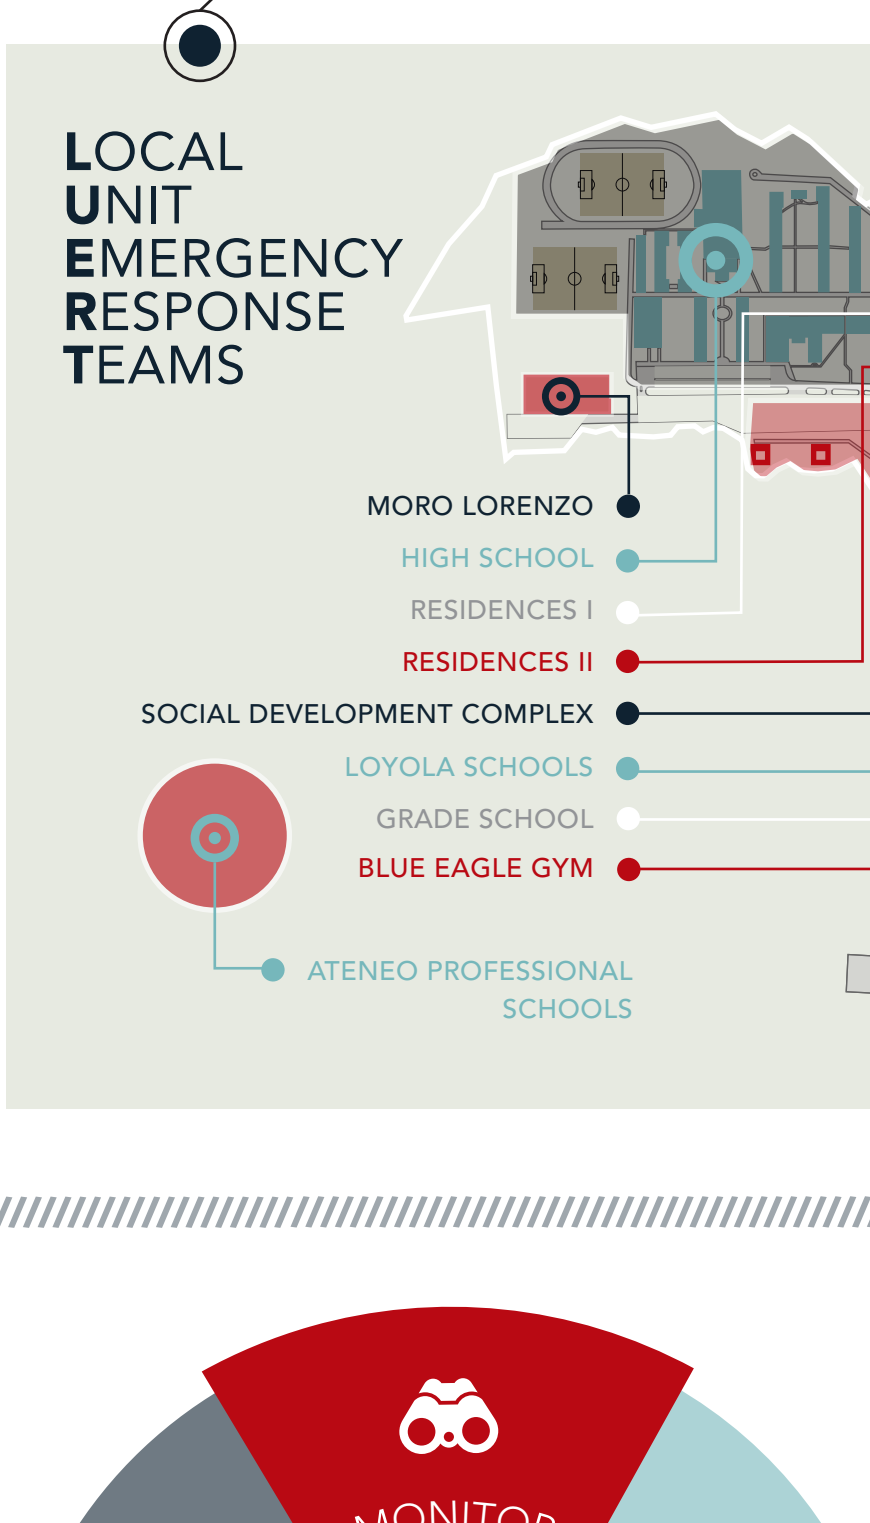 LOCAL
UNIT
EMERGENCY
RESPONSE
TEAMS
MORO LORENZO
HIGH SCHOOL
RESIDENCES I
RESIDENCES II
SOCIAL DEVELOPMENT COMPLEX
LOYOLA SCHOOLS
GRADE SCHOOL
BLUE EAGLE GYM
ATENEO PROFESSIONAL
SCHOOLS
MONITOR